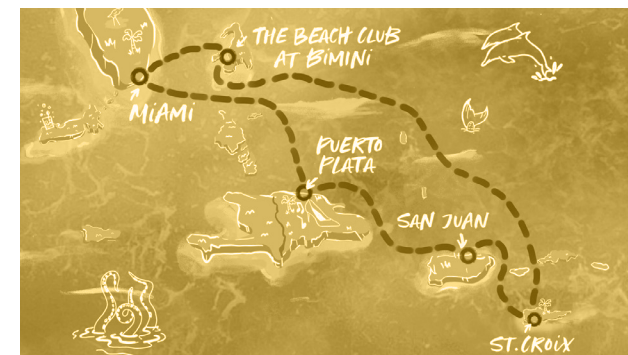 THE BEACH CLUB
AT BIMINI
MIAMI
PUERTO
PLATA
SAN JUAN
ST. CROIX